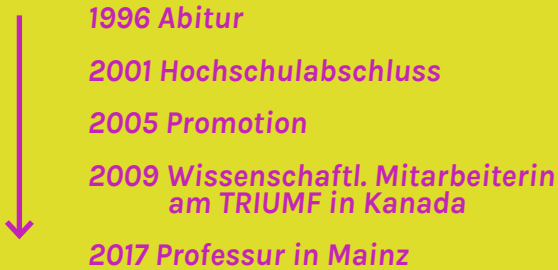 1996 Abitur
2001 Hochschulabschluss
2005 Promotion
2009 Wissenschaftl. Mitarbeiterin
am TRIUMF in Kanada
2017 Professur in Mainz